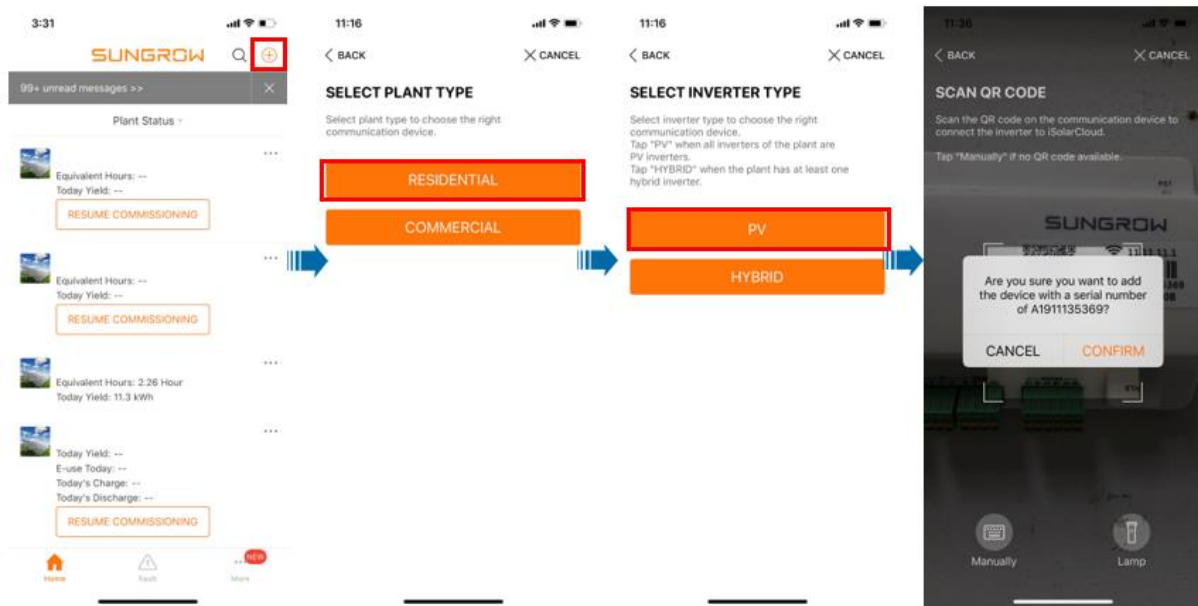 3:31
SUNGROW
99+ unread messages >>
Plant Status
Equivalent Hours: --
Today Yield: --
RESUME COMMISSIONING
Equivalent Hours: --
Today Yield: --
RESUME COMMISSIONING
Equivalent Hours: 2.26 Hour
Today Yield: 11.3 kWh
Today Yield: --
E-use Today: --
Today's Charge: --
Today's Discharge: --
RESUME COMMISSIONING
NEW
Home
Fault
More
11:16
BACK
CANCEL
SELECT PLANT TYPE
Select plant type to choose the right
communication device.
RESIDENTIAL
COMMERCIAL
11:16
BACK
CANCEL
SELECT INVERTER TYPE
Select inverter type to choose the right
communication device.
Tap "PV" when all inverters of the plant are
PV inverters.
Tap "HYBRID" when the plant has at least one
hybrid inverter.
PV
HYBRID
11:36
BACK
CANCEL
SCAN QR CODE
Scan the QR code on the communication device to
connect the inverter to iSolarCloud.
Tap "Manually" if no QR code available.
SUNGROW
Are you sure you want to add
the device with a serial number
of A1911135369?
CANCEL
CONFIRM
Manually
Lamp